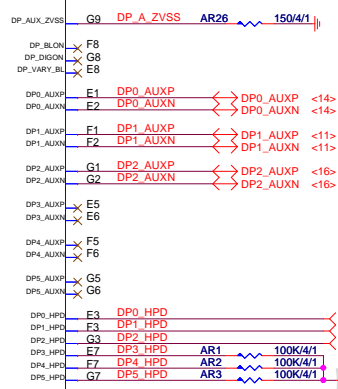 DP_AUX_ZVSS G9 DP_A_ZVSS AR26 150/4/1
DP_BLON F8
DP_DIGON G8
DP_VARY_BL E8
DP0_AUXP E1 DP0_AUXP DP0_AUXP <14>
DP0_AUXN E2 DP0_AUXN DP0_AUXN <14>
DP1_AUXP F1 DP1_AUXP DP1_AUXP <11>
DP1_AUXN F2 DP1_AUXN DP1_AUXN <11>
DP2_AUXP G1 DP2_AUXP DP2_AUXP <16>
DP2_AUXN G2 DP2_AUXN DP2_AUXN <16>
DP3_AUXP E5
DP3_AUXN E6
DP4_AUXP F5
DP4_AUXN F6
DP5_AUXP G5
DP5_AUXN G6
DP0_HPD E3 DP0_HPD
DP1_HPD F3 DP1_HPD
DP2_HPD G3 DP2_HPD
DP3_HPD E7 DP3_HPD AR1 100K/4/1
DP4_HPD F7 DP4_HPD AR2 100K/4/1
DP5_HPD G7 DP5_HPD AR3 100K/4/1